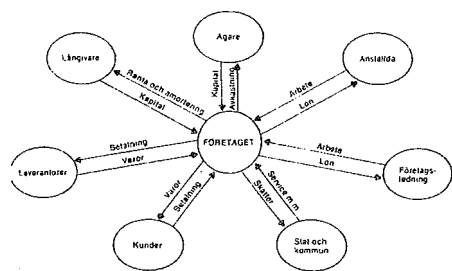 Ägare
Långivare
Anställda
Ränta och amortering
Kapital
Kapital
Avkastning
Arbete
Lön
FÖRETAGET
Betalning
Varor
Arbete
Lön
Leverantörer
Företags-
ledning
Varor
Betalning
Service m m
Skatter
Kunder
Stat och
kommun